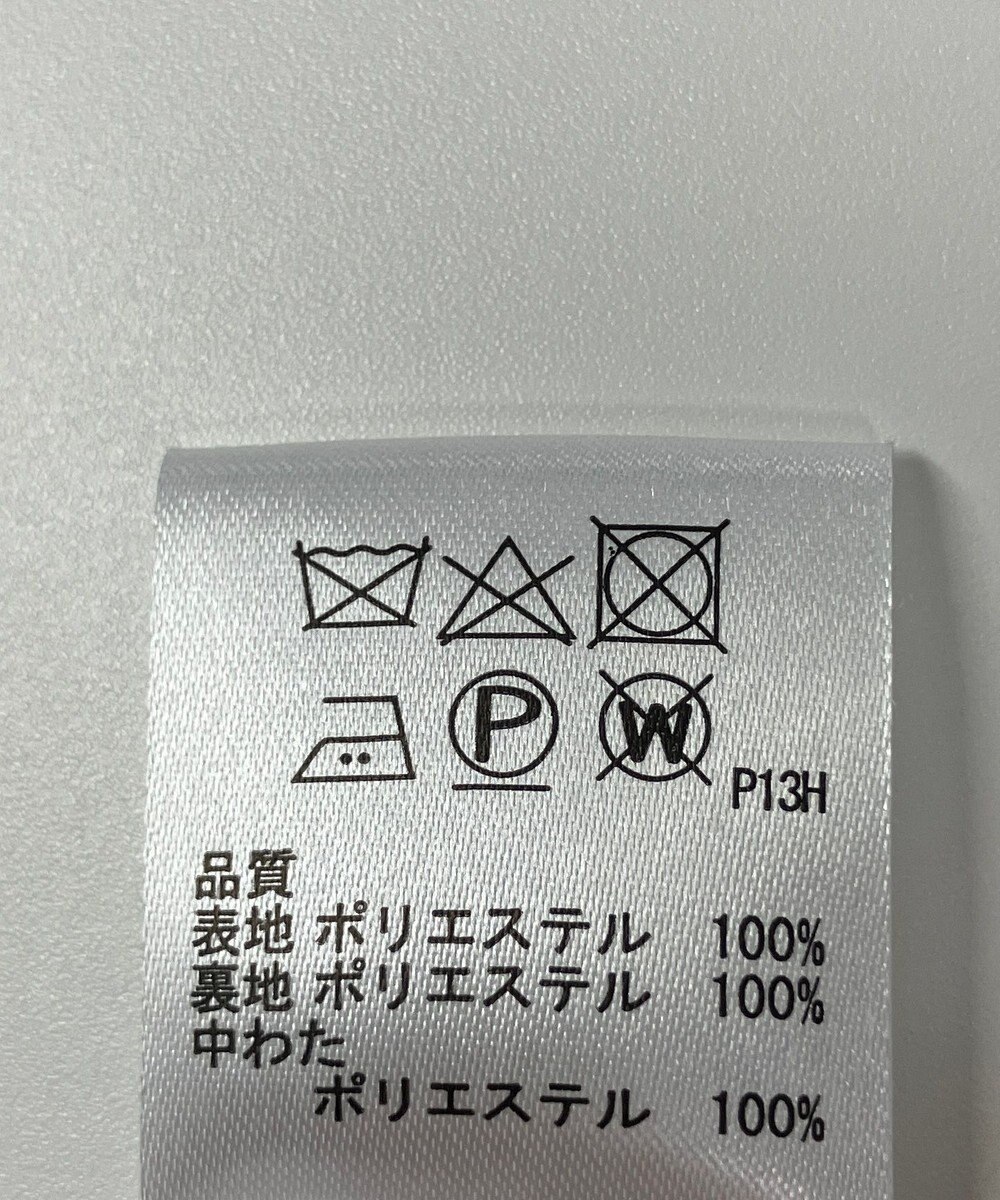 P W
P13H
品質
表地 ポリエステル 100%
裏地 ポリエステル 100%
中わた
ポリエステル 100%